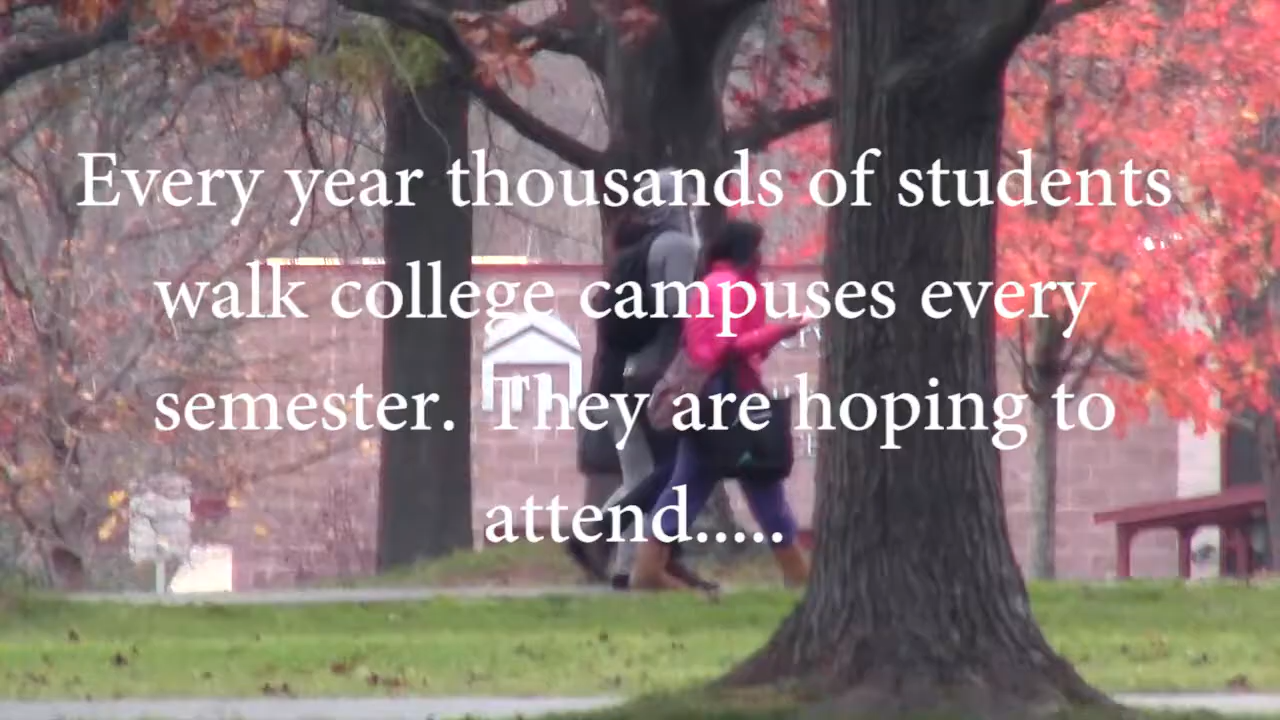 Every year thousands of students
walk college campuses every
semester. They are hoping to
attend.....